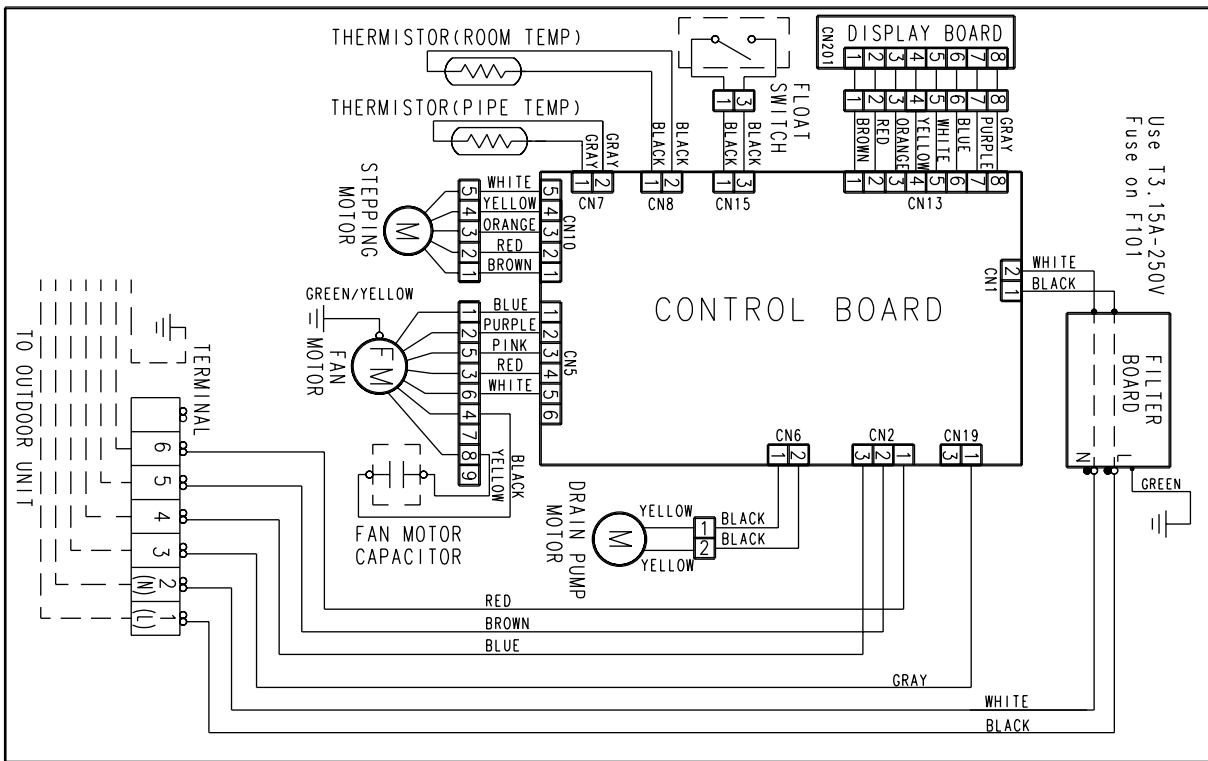 THERMISTOR(ROOM TEMP)
THERMISTOR(PIPE TEMP)
FLOAT
SWITCH
1 3
BLACK
BLACK
CN201
DISPLAY BOARD
1 2 3 4 5 6 7 8
1 2 3 4 5 6 7 8
BROWN
RED
ORANGE
YELLOW
WHITE
BLUE
PURPLE
GRAY
1 2 3 4 5 6 7 8
CN13
Use T3.15A-250V
Fuse on F101
GRAY
GRAY
1 2
CN7
BLACK
BLACK
1 2
CN8
1 3
CN15
STEPPING
MOTOR
M
5 WHITE 5
4 YELLOW 4
3 ORANGE 3
2 RED 2
1 BROWN 1
CN10
CONTROL BOARD
CN1
2 WHITE
1 BLACK
FILTER
BOARD
N
L
GREEN
GREEN/YELLOW
FAN
MOTOR
FM
1 BLUE 1
2 PURPLE 2
5 PINK 3
3 RED 4
6 WHITE 5
4
6
7
8
9
CN5
BLACK
YELLOW
FAN MOTOR
CAPACITOR
CN6
1 2
CN2
3 2 1
CN19
3 1
DRAIN PUMP
MOTOR
M
YELLOW 1 BLACK
YELLOW 2 BLACK
TO OUTDOOR UNIT
TERMINAL
6
5
4
3
2
(N)
1
(L)
RED
BROWN
BLUE
GRAY
WHITE
BLACK